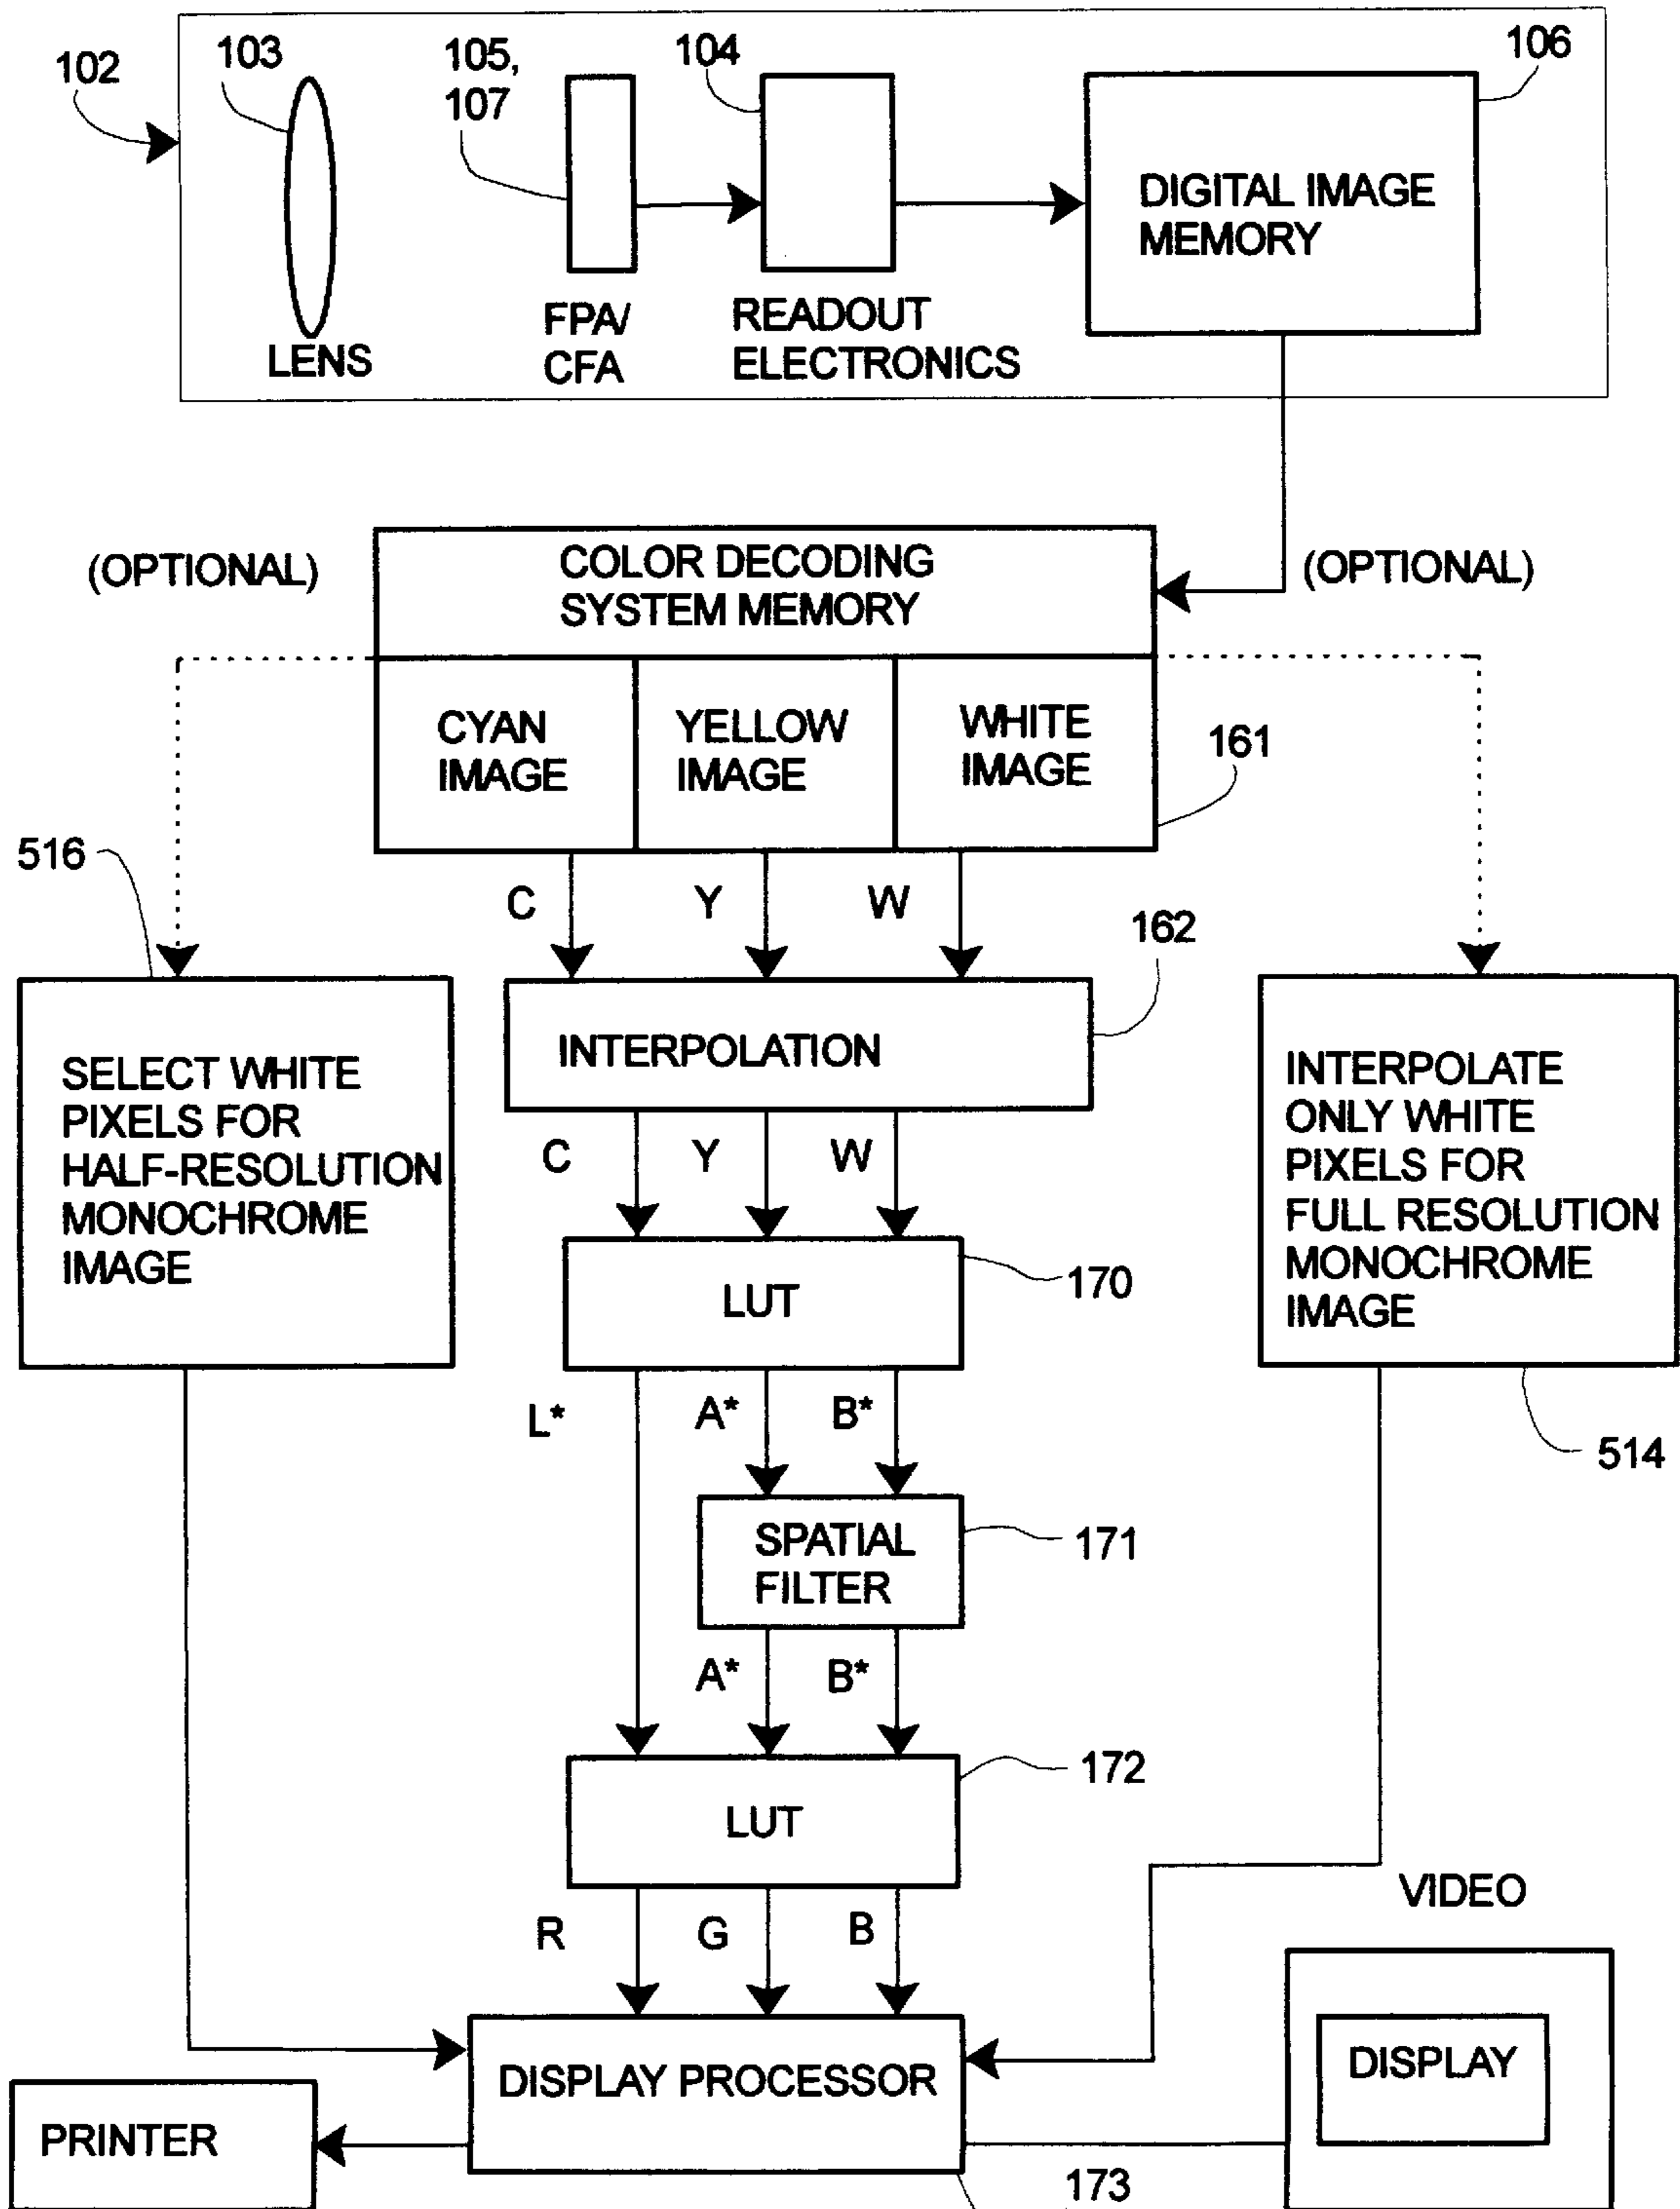 102
103
105,
107
104
106
LENS
FPA/
CFA
READOUT
ELECTRONICS
DIGITAL IMAGE
MEMORY
(OPTIONAL)
COLOR DECODING
SYSTEM MEMORY
(OPTIONAL)
CYAN
IMAGE
YELLOW
IMAGE
WHITE
IMAGE
161
516
C
Y
W
162
SELECT WHITE
PIXELS FOR
HALF-RESOLUTION
MONOCHROME
IMAGE
INTERPOLATION
INTERPOLATE
ONLY WHITE
PIXELS FOR
FULL RESOLUTION
MONOCHROME
IMAGE
C
Y
W
LUT
170
L*
A*
B*
514
SPATIAL
FILTER
171
A*
B*
LUT
172
R
G
B
VIDEO
DISPLAY PROCESSOR
DISPLAY
PRINTER
173